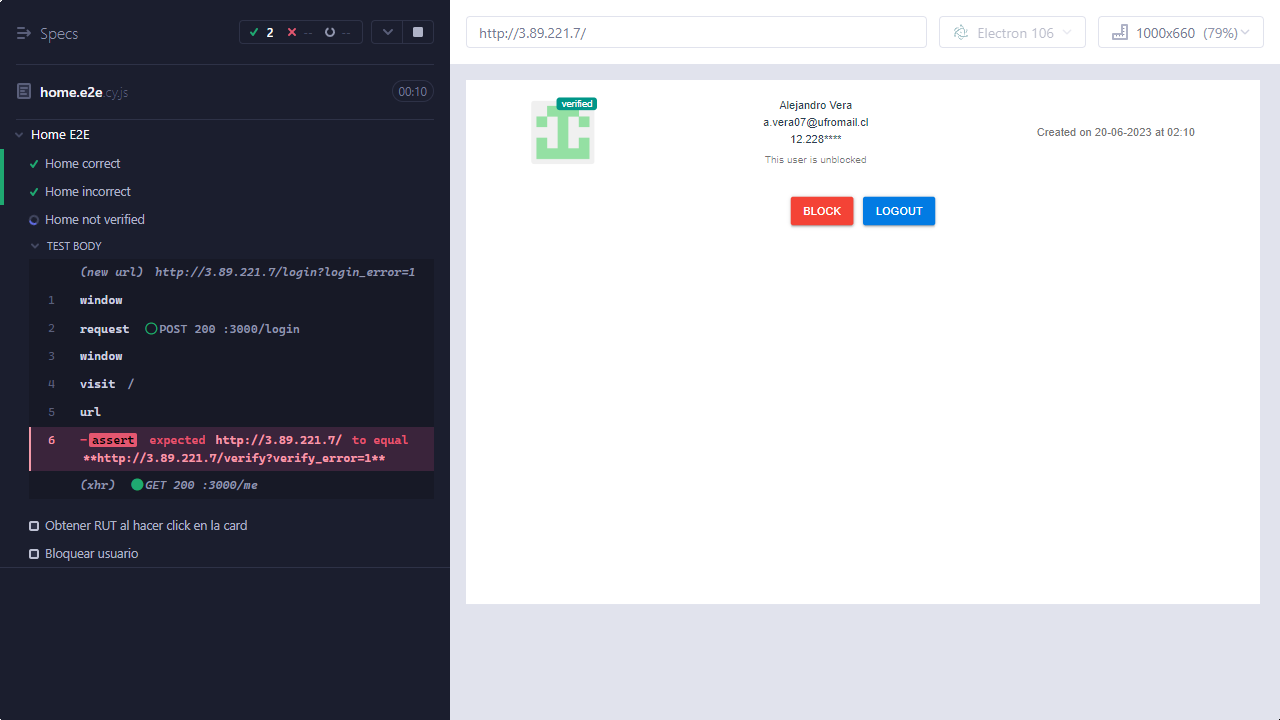 Specs
2 -- --
home.e2e.cy.js
00:10
Home E2E
Home correct
Home incorrect
Home not verified
TEST BODY
(new url) http://3.89.221.7/login?login_error=1
1 window
2 request POST 200 :3000/login
3 window
4 visit /
5 url
6 -assert expected http://3.89.221.7/ to equal
**http://3.89.221.7/verify?verify_error=1**
(xhr) GET 200 :3000/me
Obtener RUT al hacer click en la card
Bloquear usuario
http://3.89.221.7/
Electron 106
1000x660 (79%)
verified
Alejandro Vera
a.vera07@ufromail.cl
12.228****
This user is unblocked
Created on 20-06-2023 at 02:10
BLOCK
LOGOUT